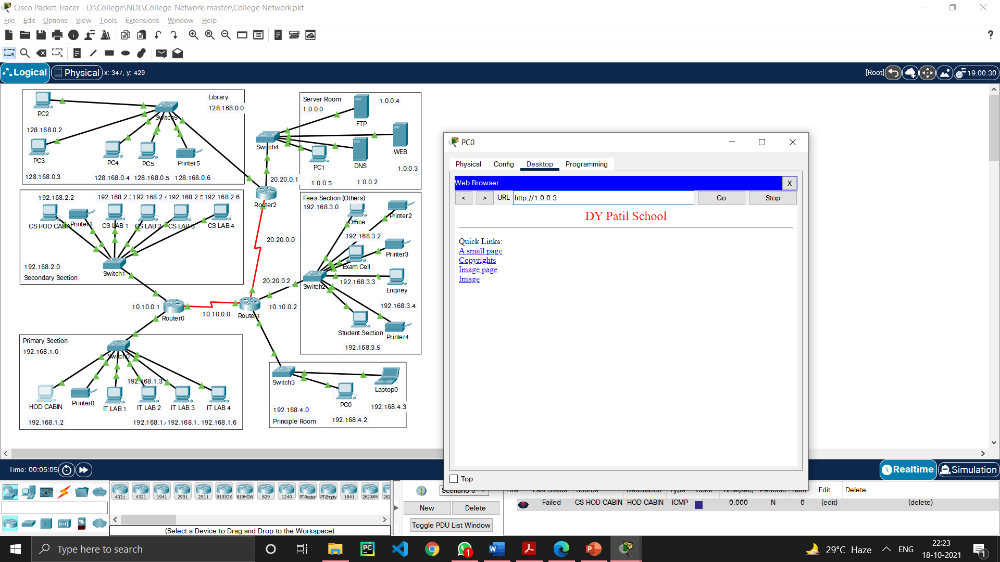 Cisco Packet Tracer - D:\College\NDL\College-Network-master\College Network.pkt
File Edit Options View Tools Extensions Window Help
Logical Physical x: 347, y: 429
[Root] 19:00:30
Library
128.168.0.0
PC2
Switch5
128.168.0.2
PC3
PC4
PC5
Printer5
128.168.0.3
128.168.0.4 128.168.0.5 128.168.0.6
Server Room
1.0.0.0
1.0.0.4
FTP
Switch4
WEB
PC1
DNS
1.0.0.3
1.0.0.5
1.0.0.2
20.20.0.1
Router2
192.168.2.2 192.168.2. 192.168.2.4 192.168.2.5 192.168.2.6
CS HOD CABIN Printer1 CS LAB 1 CS LAB 2 CS LAB 3 CS LAB 4
192.168.2.0
Switch1
Secondary Section
Fees Section (Others)
192.168.3.0
Printer2
Office
192.168.3.2
Printer3
Exam Cell
Switch2
192.168.3.3
Enqirey
192.168.3.4
Student Section
Printer4
192.168.3.5
20.20.0.0
20.20.0.2
10.10.0.1
Router0
10.10.0.0
Router1
10.10.0.2
Primary Section
192.168.1.0
Switch0
192.168.1.3
HOD CABIN Printer0 IT LAB 1 IT LAB 2 IT LAB 3 IT LAB 4
192.168.1.2
192.168.1. 192.168.1. 192.168.1.6
Switch3
Laptop0
PC0
192.168.4.3
192.168.4.0
192.168.4.2
Principle Room
PC0
Physical Config Desktop Programming
Web Browser
X
< > URL http://1.0.0.3 Go Stop
DY Patil School
Quick Links:
A small page
Copyrights
Image page
Image
Top
Time: 00:05:05
Realtime Simulation
4331 4321 1941 2901 2911 819IOX 819HGW 829 1240 PT-Router PT-Empty 1841 2620XM 262
(Select a Device to Drag and Drop to the Workspace)
Scenario 0
New Delete
Toggle PDU List Window
Fire Last Status Source Destination Type Color Time(sec) Periodic Num Edit Delete
Failed CS HOD CABIN HOD CABIN ICMP 0.000 N 0 (edit) (delete)
Type here to search
1
29°C Haze
ENG
22:23
18-10-2021
1